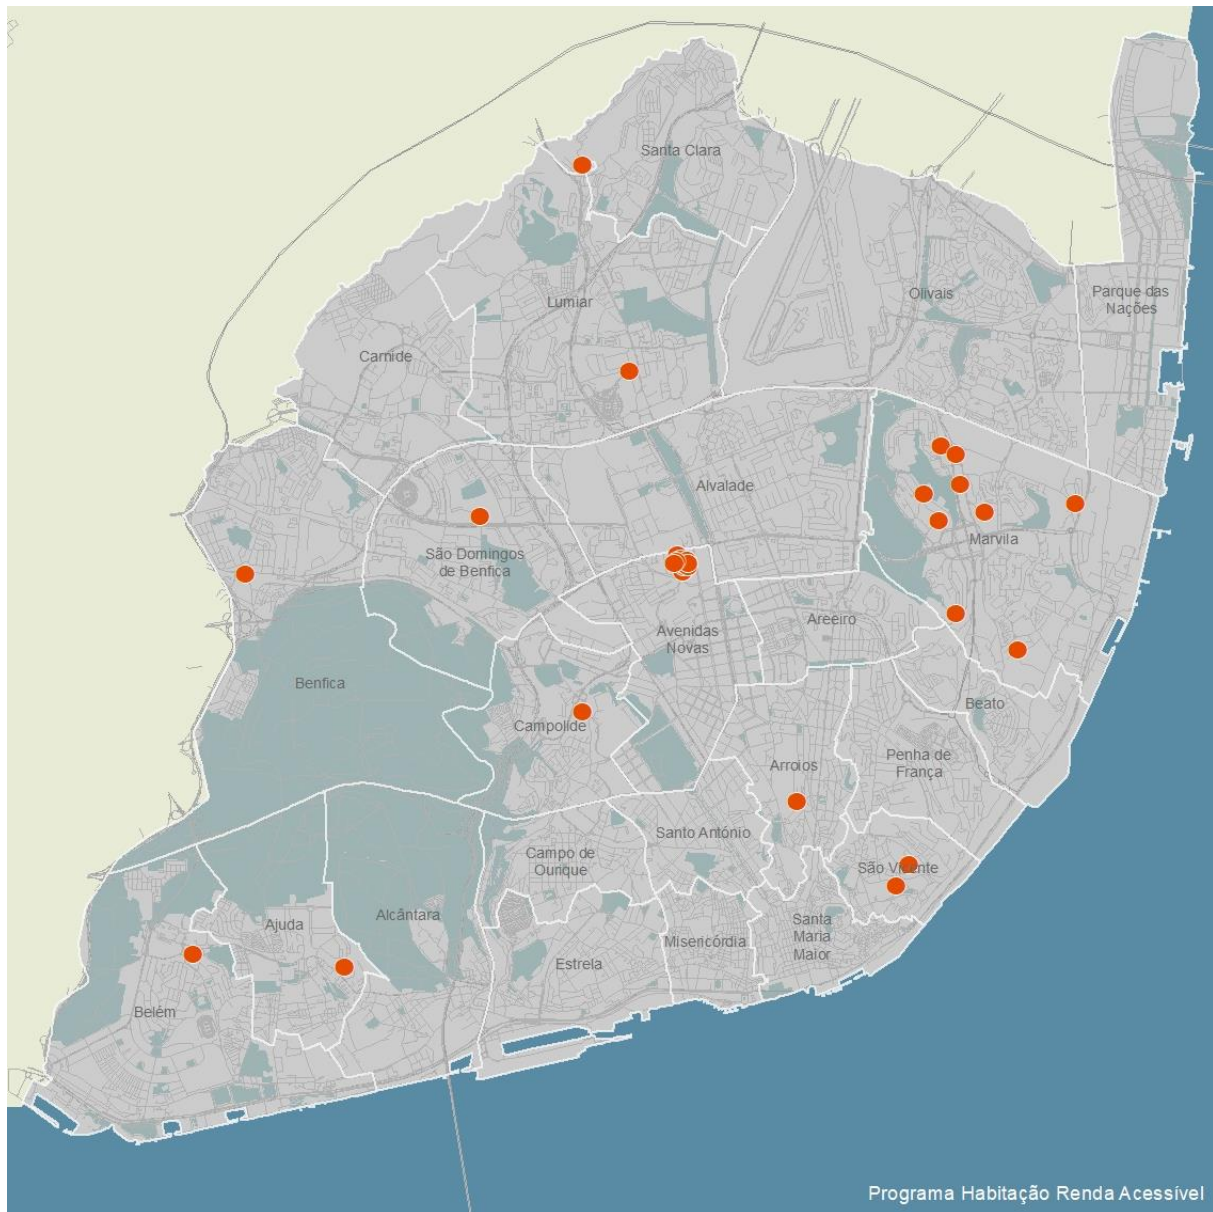 Santa Clara
Lumiar
Olivais
Parque das
Nações
Carnide
Alvalade
São Domingos
de Benfica
Marvila
Areeiro
Avenidas
Novas
Benfica
Campolide
Beato
Arroios
Penha de
França
Santo António
Campo de
Ourique
São Vicente
Ajuda
Alcântara
Santa
Maria
Maior
Misericórdia
Estrela
Belém
Programa Habitação Renda Acessível